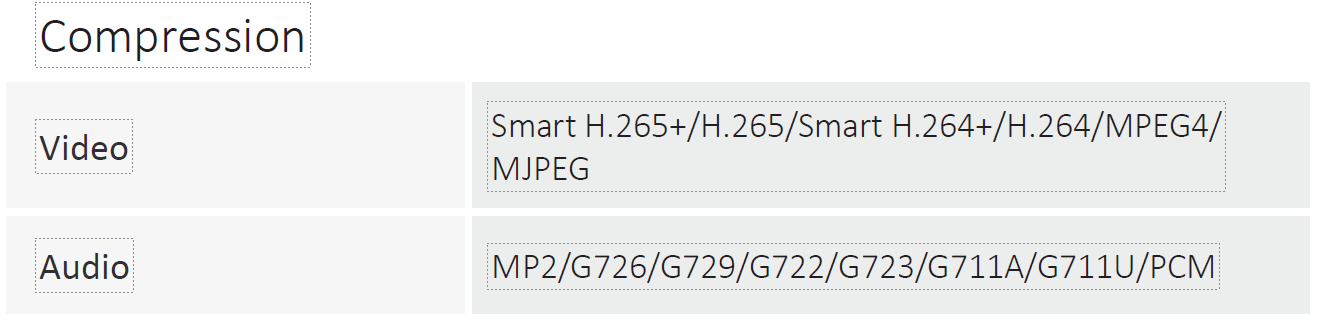 Compression
Video
Smart H.265+/H.265/Smart H.264+/H.264/MPEG4/
MJPEG
Audio
MP2/G726/G729/G722/G723/G711A/G711U/PCM